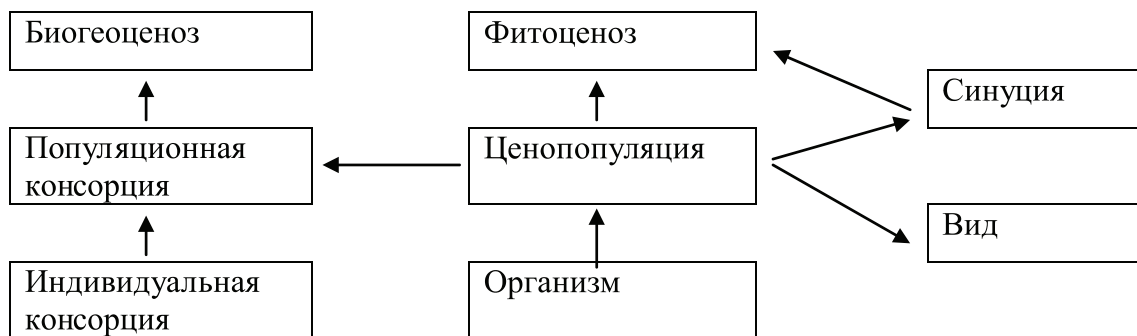 Биогеоценоз
Фитоценоз
Синуция
Популяционная
консорция
Ценопопуляция
Вид
Индивидуальная
консорция
Организм